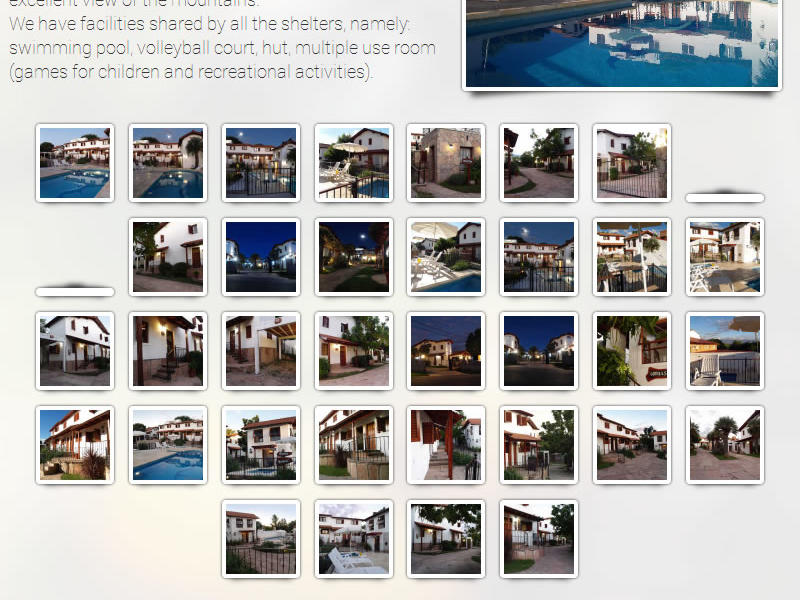 excellent view of the mountains.
We have facilities shared by all the shelters, namely:
swimming pool, volleyball court, hut, multiple use room
(games for children and recreational activities).